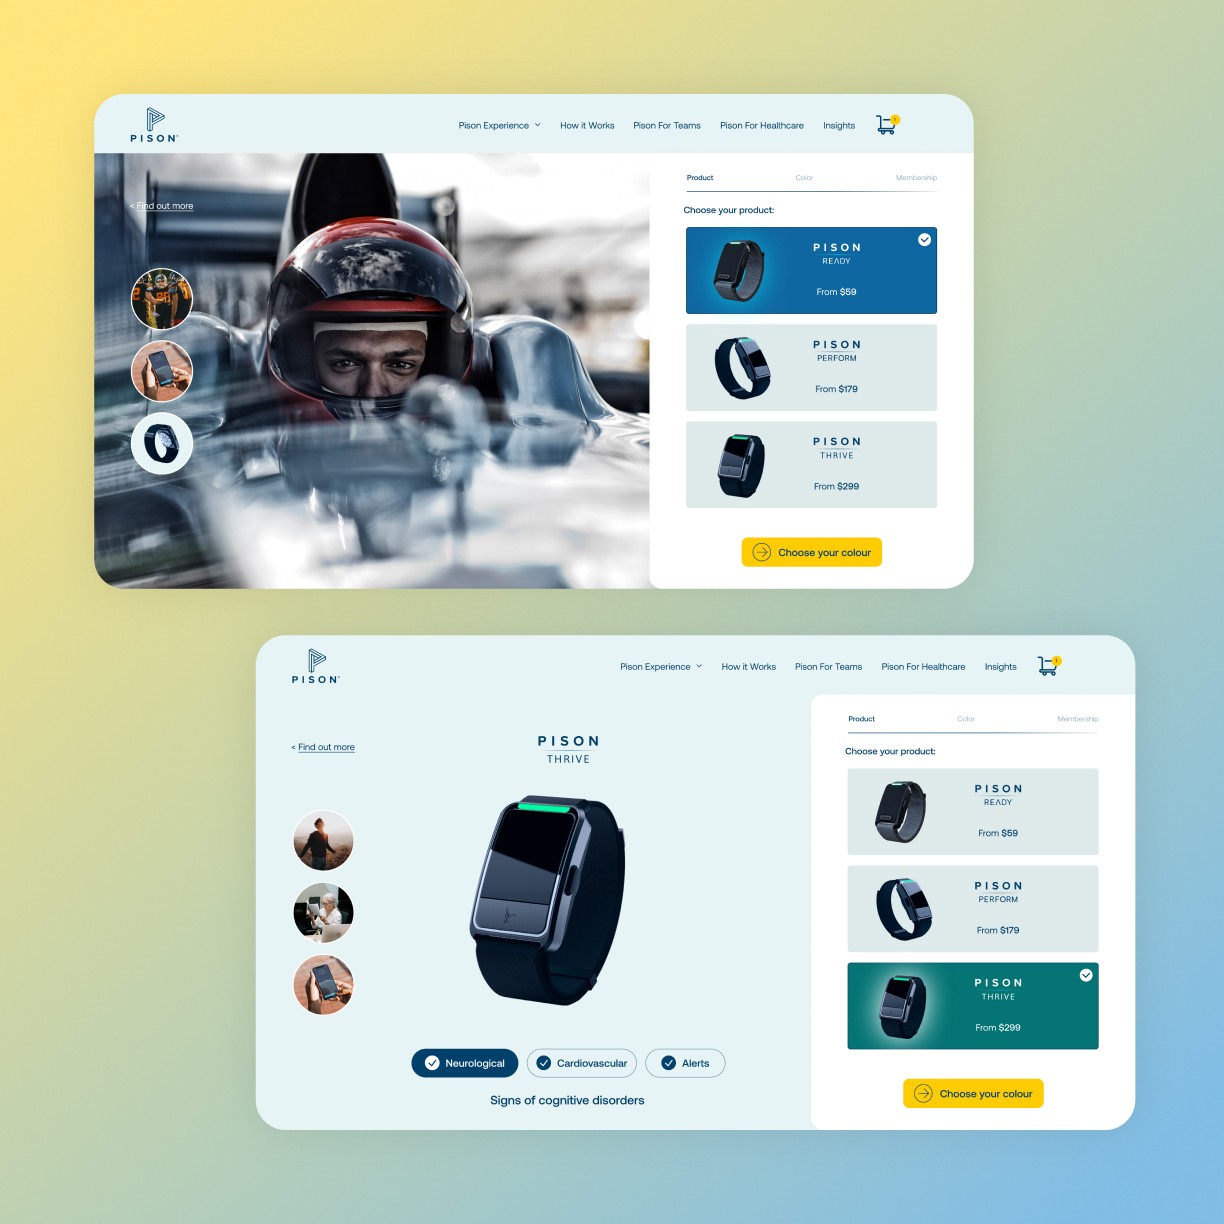 PISON
Pison Experience How it Works Pison For Teams Pison For Healthcare Insights 1
< Find out more
Product Color Membership
Choose your product:
PISON
READY
From $59
PISON
PERFORM
From $179
PISON
THRIVE
From $299
Choose your colour
PISON
Pison Experience How it Works Pison For Teams Pison For Healthcare Insights 1
< Find out more
PISON
THRIVE
Neurological Cardiovascular Alerts
Signs of cognitive disorders
Product Color Membership
Choose your product:
PISON
READY
From $59
PISON
PERFORM
From $179
PISON
THRIVE
From $299
Choose your colour